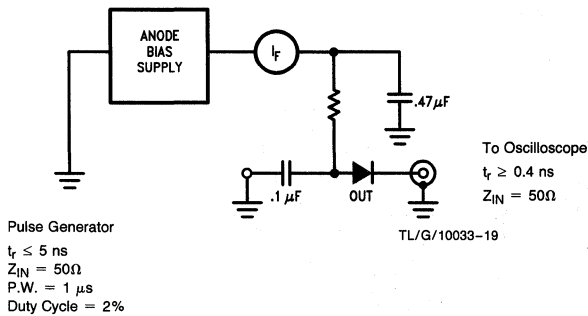 ANODE
BIAS
SUPPLY
IF
.47µF
.1 µF
OUT
To Oscilloscope
tr ≥ 0.4 ns
ZIN = 50Ω
TL/G/10033-19
Pulse Generator
tr ≤ 5 ns
ZIN = 50Ω
P.W. = 1 µs
Duty Cycle = 2%